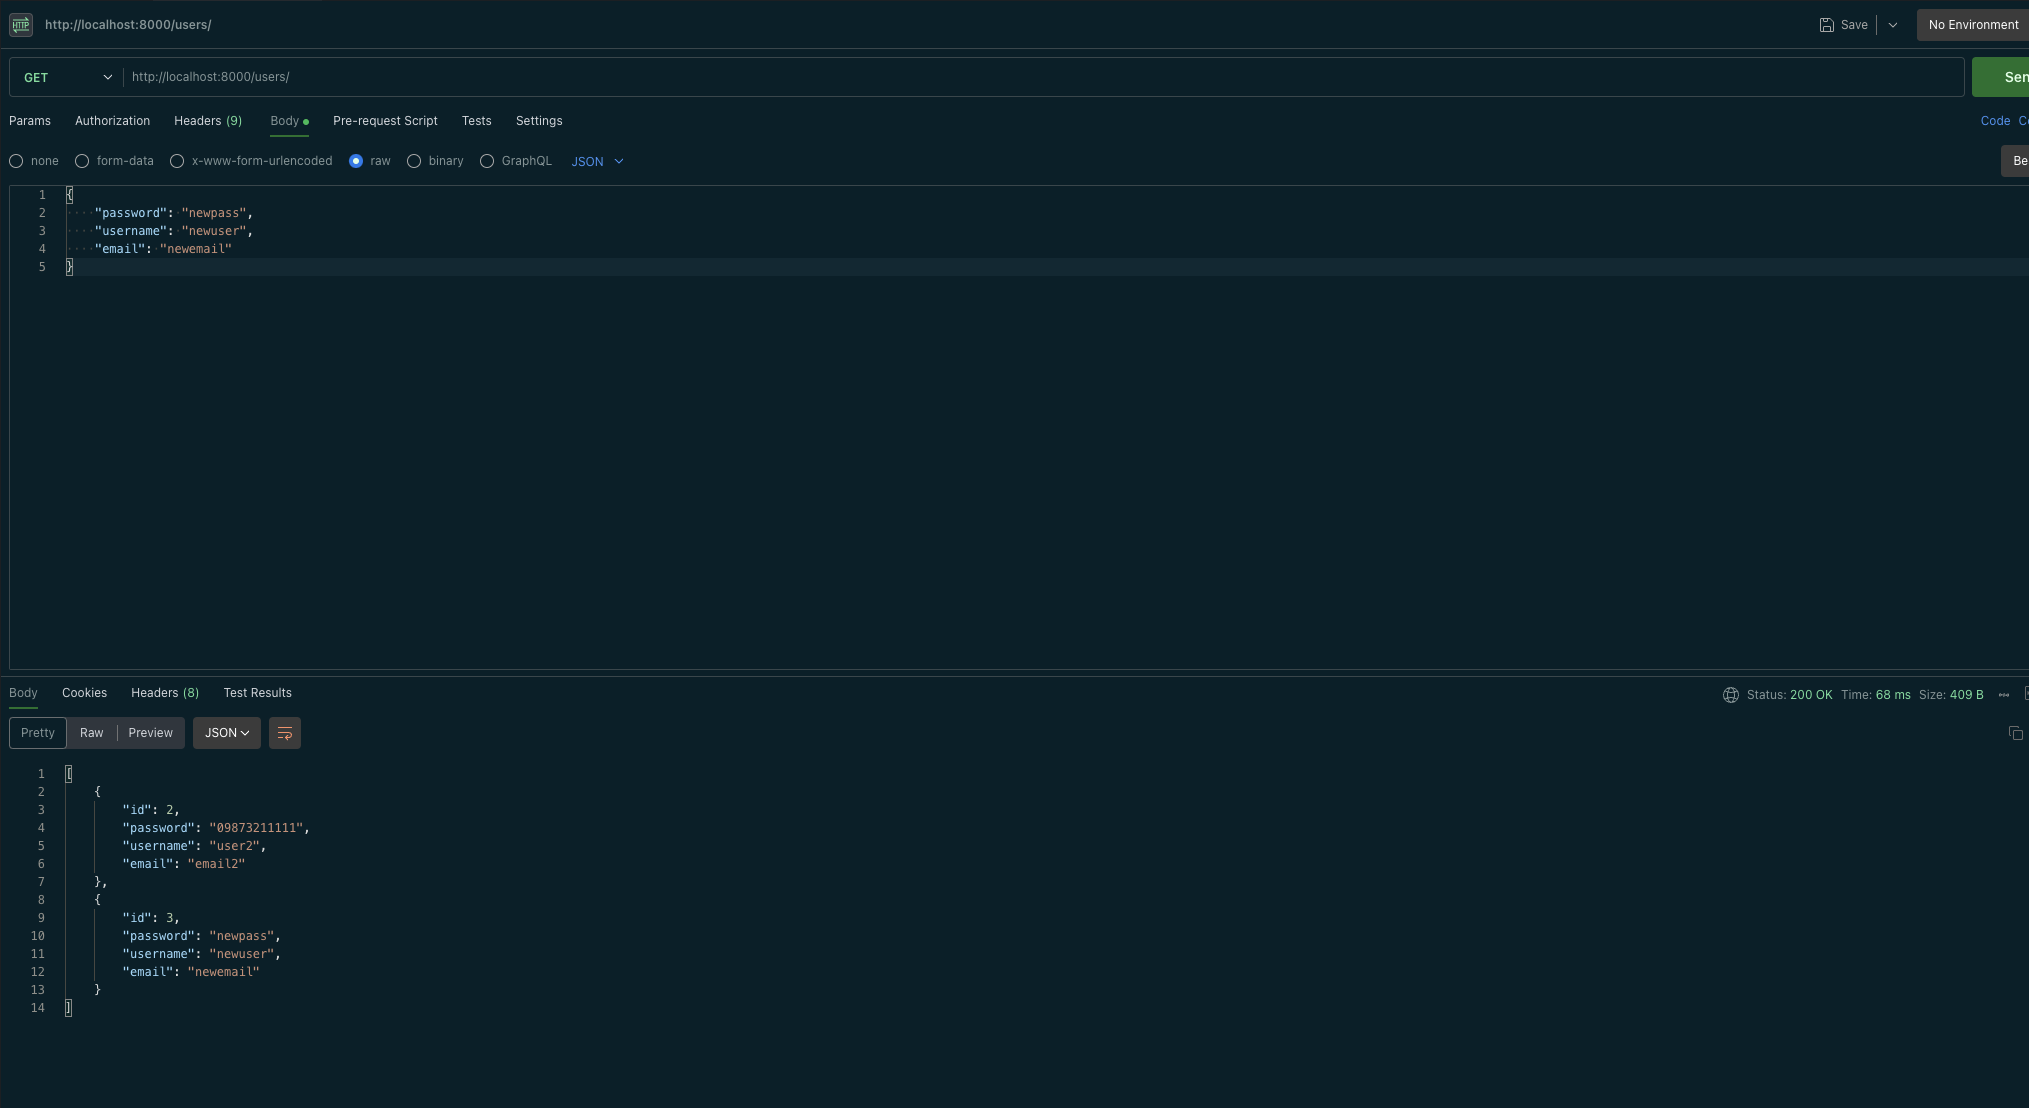 HTTP http://localhost:8000/users/ Save No Environment
GET http://localhost:8000/users/
Params Authorization Headers (9) Body Pre-request Script Tests Settings Code
none form-data x-www-form-urlencoded raw binary GraphQL JSON
1 {
2 "password": "newpass",
3 "username": "newuser",
4 "email": "newemail"
5 }
Body Cookies Headers (8) Test Results Status: 200 OK Time: 68 ms Size: 409 B
Pretty Raw Preview JSON
1 [
2 {
3 "id": 2,
4 "password": "09873211111",
5 "username": "user2",
6 "email": "email2"
7 },
8 {
9 "id": 3,
10 "password": "newpass",
11 "username": "newuser",
12 "email": "newemail"
13 }
14 ]